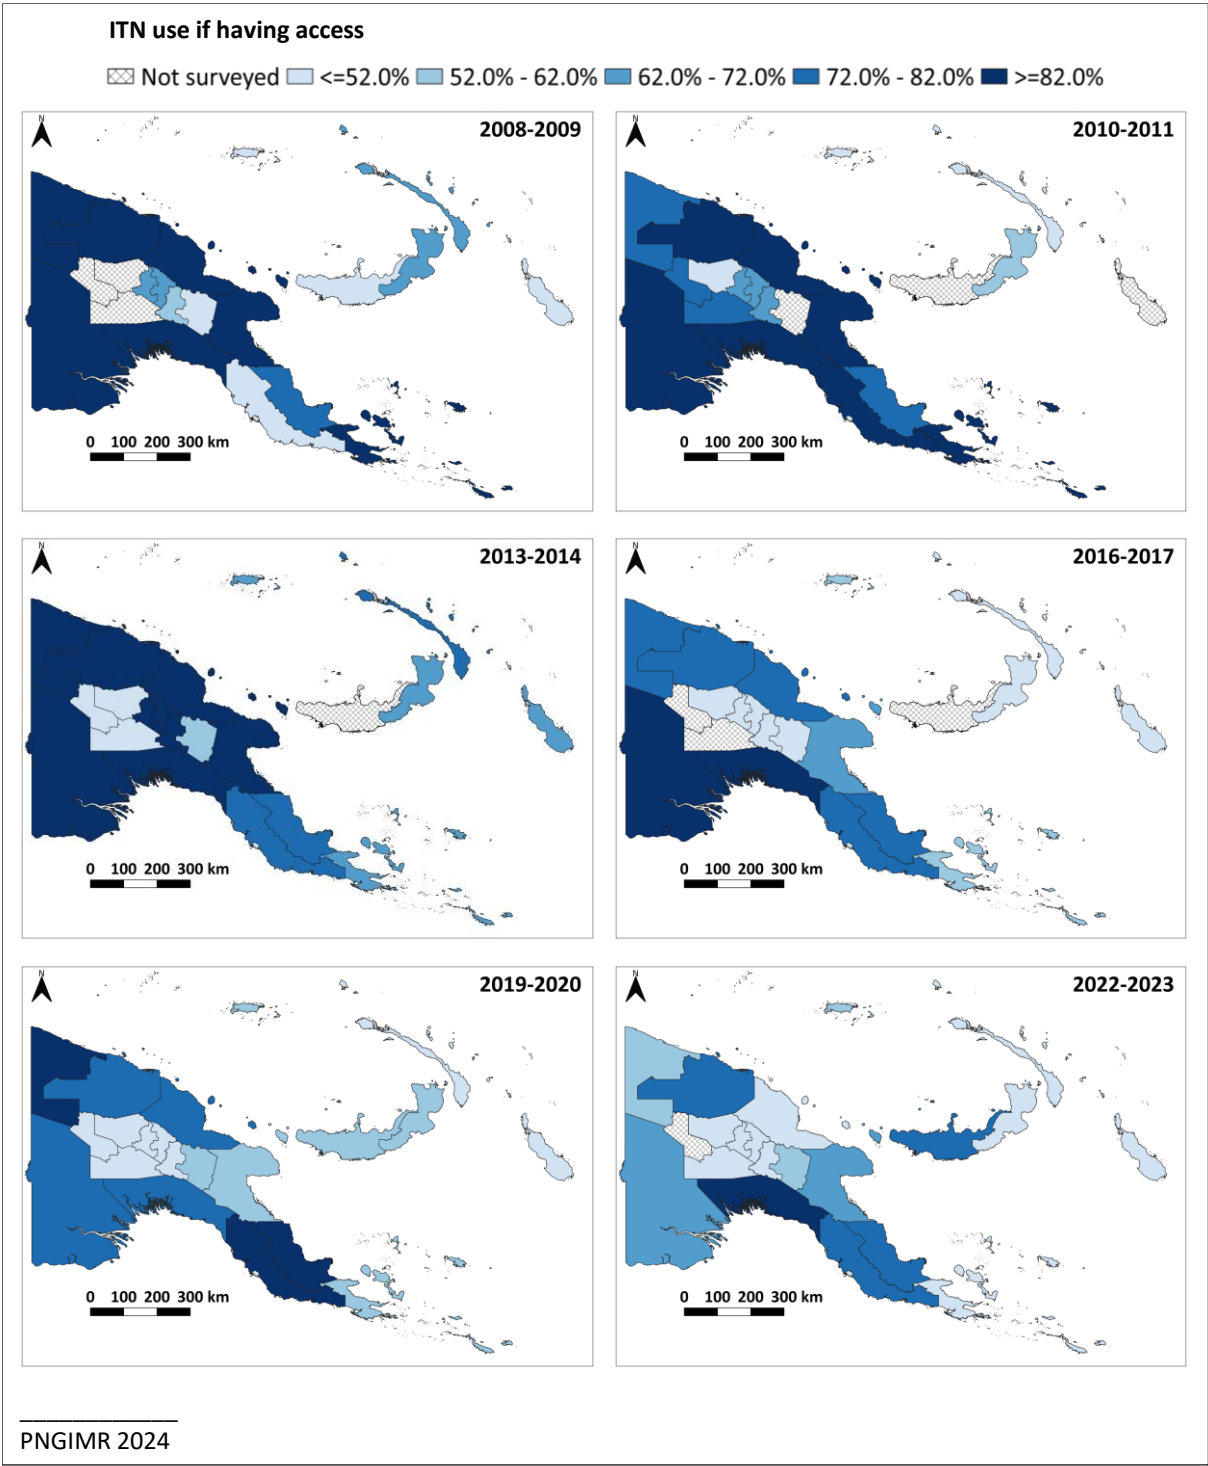 ITN use if having access
Not surveyed <=52.0% 52.0% - 62.0% 62.0% - 72.0% 72.0% - 82.0% >=82.0%
N
2008-2009
0 100 200 300 km
N
2010-2011
0 100 200 300 km
N
2013-2014
0 100 200 300 km
N
2016-2017
0 100 200 300 km
N
2019-2020
0 100 200 300 km
N
2022-2023
0 100 200 300 km
PNGIMR 2024